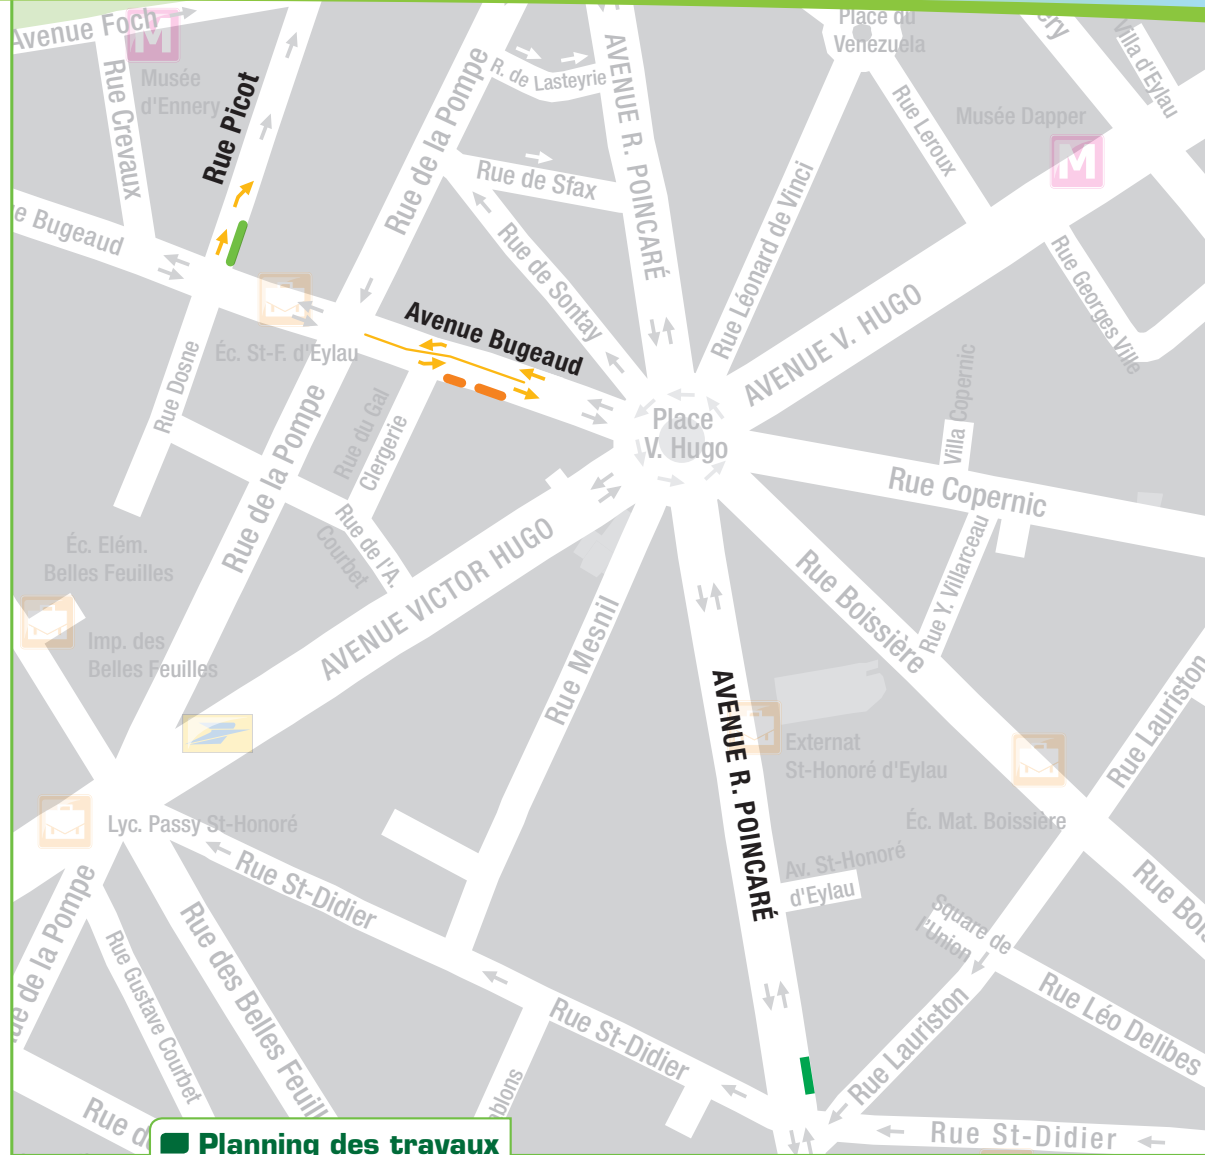 Avenue Foch
M
Musée
d'Ennery
Rue Crevaux
Rue Picot
Rue de la Pompe
R. de Lasteyrie
AVENUE R. POINCARÉ
Place du
Venezuela
Villa d'Eylau
Rue Leroux
Musée Dapper
M
Rue de Sfax
Rue de Sontay
Rue Léonard de Vinci
AVENUE V. HUGO
Rue Georges Ville
e Bugeaud
Éc. St-F. d'Eylau
Avenue Bugeaud
Rue Dosne
Rue de la Pompe
Rue du Gal
Clergerie
Place
V. Hugo
Villa Copernic
Rue Copernic
Rue de l'A.
Courbet
Éc. Elém.
Belles Feuilles
Imp. des
Belles Feuilles
AVENUE VICTOR HUGO
Rue Mesnil
Rue Boissière
Rue Y. Villarceau
AVENUE R. POINCARÉ
Externat
St-Honoré d'Eylau
Rue Lauriston
Éc. Mat. Boissière
Lyc. Passy St-Honoré
Rue St-Didier
Av. St-Honoré
d'Eylau
Rue Bois
Square de
l'Union
Rue des Belles Feuill
Rue Gustave Courbet
ue de la Pompe
Rue St-Didier
Rue Lauriston
Rue Léo Delibes
ablons
Rue d
Rue St-Didier
Planning des travaux